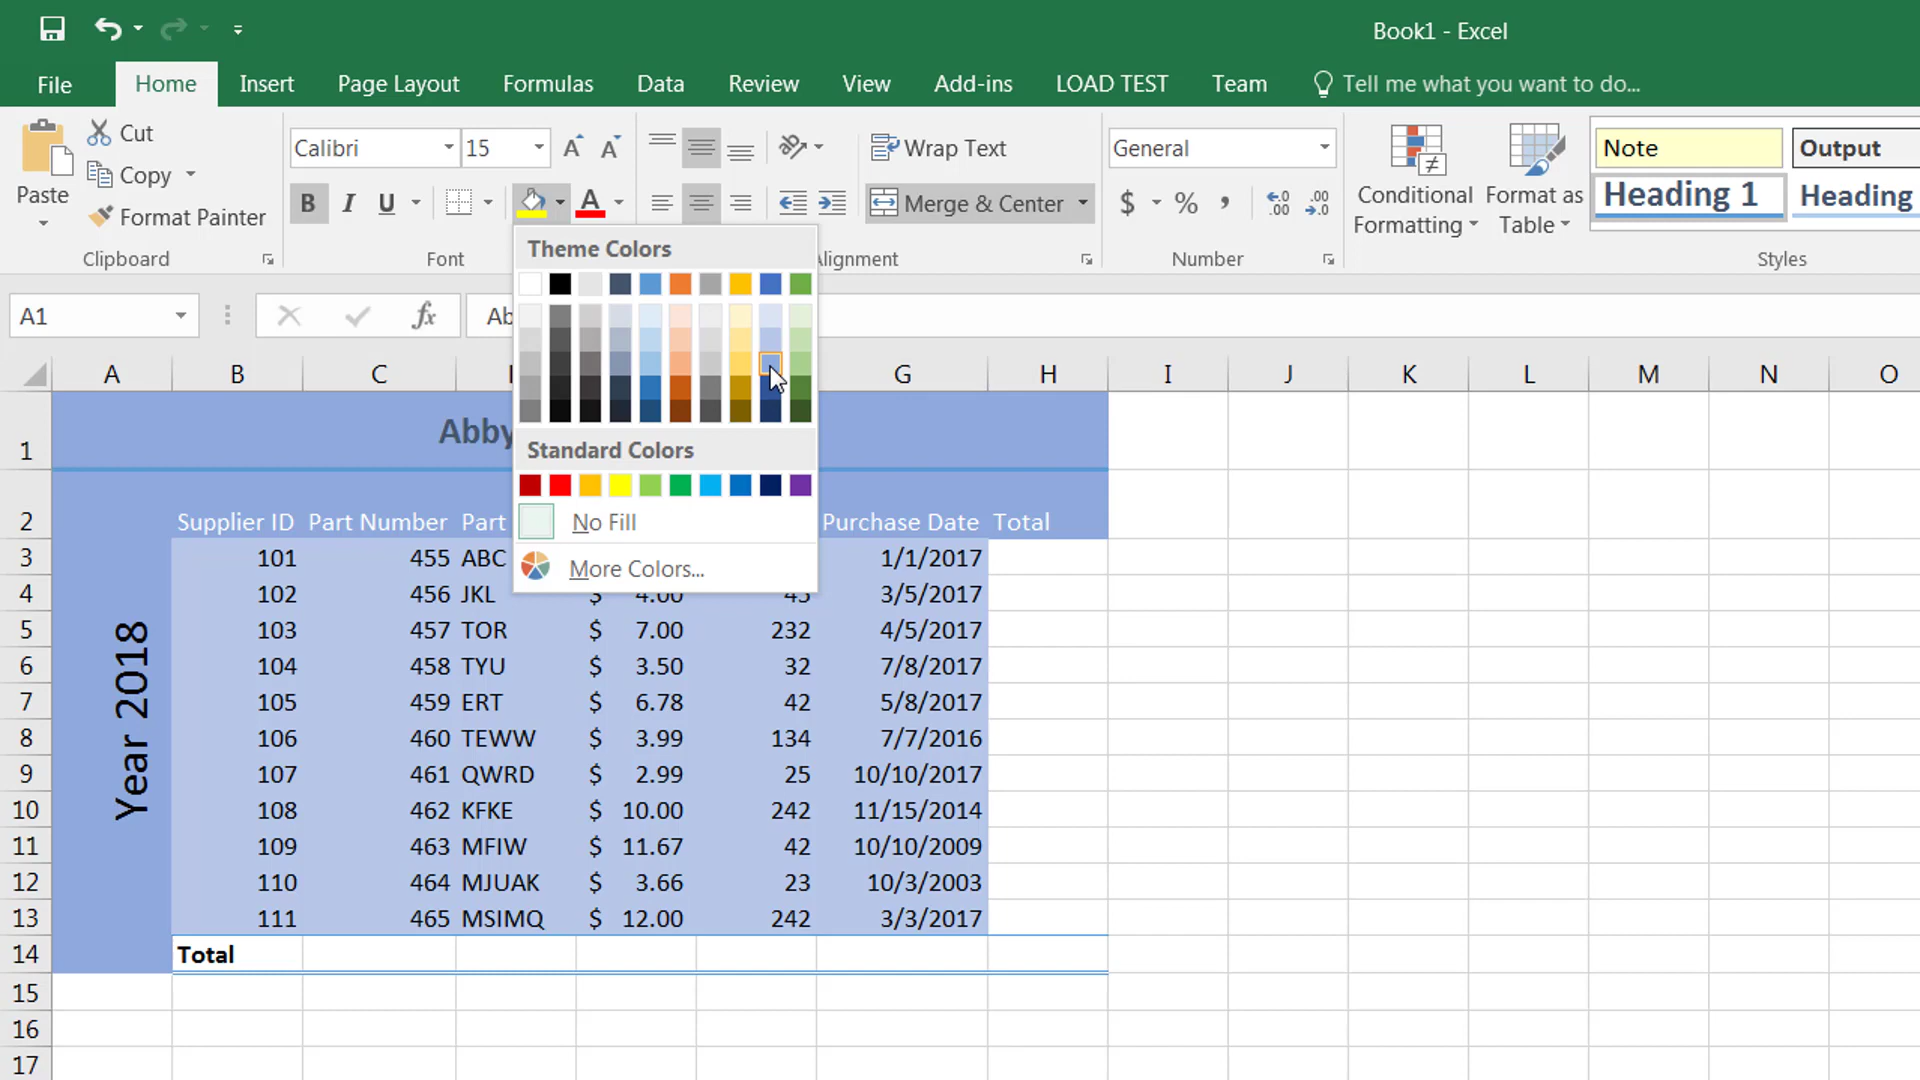 Book1 - Excel
File Home Insert Page Layout Formulas Data Review View Add-ins LOAD TEST Team Tell me what you want to do...
Paste
Cut
Copy
Format Painter
Clipboard
Calibri 15
B I U A
Font
Wrap Text
Merge & Center
lignment
General
$ % ,
Number
Conditional Formatting
Format as Table
Note Output
Heading 1 Heading
Styles
A1 fx Ab
Theme Colors
Standard Colors
No Fill
More Colors...
A B C G H I J K L M N O
1 Abby
2 Supplier ID Part Number Part Purchase Date Total
Year 2018
3 101 455 ABC 1/1/2017
4 102 456 JKL $ 4.00 45 3/5/2017
5 103 457 TOR $ 7.00 232 4/5/2017
6 104 458 TYU $ 3.50 32 7/8/2017
7 105 459 ERT $ 6.78 42 5/8/2017
8 106 460 TEWW $ 3.99 134 7/7/2016
9 107 461 QWRD $ 2.99 25 10/10/2017
10 108 462 KFKE $ 10.00 242 11/15/2014
11 109 463 MFIW $ 11.67 42 10/10/2009
12 110 464 MJUAK $ 3.66 23 10/3/2003
13 111 465 MSIMQ $ 12.00 242 3/3/2017
14 Total
15
16
17